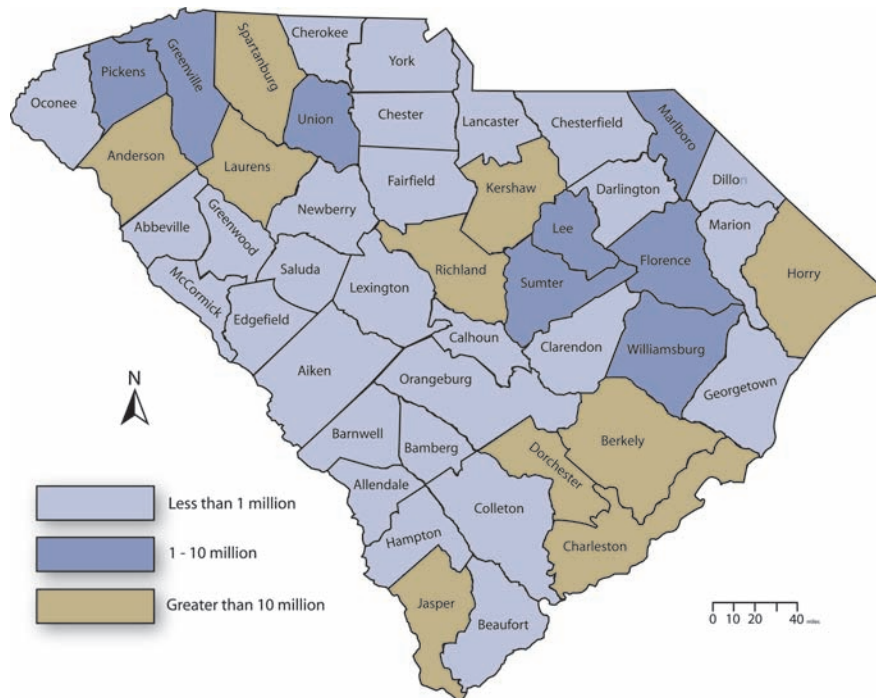 Cherokee
Spartanburg
York
Greenville
Pickens
Oconee
Union
Chester
Lancaster
Chesterfield
Marlboro
Anderson
Laurens
Fairfield
Kershaw
Darlington
Dillon
Newberry
Abbeville
Greenwood
Lee
Marion
Richland
Florence
Horry
Saluda
Sumter
McCormick
Lexington
Edgefield
Calhoun
Clarendon
Williamsburg
Aiken
Orangeburg
Georgetown
N
Barnwell
Bamberg
Berkely
Dorchester
Allendale
Colleton
Less than 1 million
Hampton
Charleston
1 - 10 million
Jasper
Greater than 10 million
Beaufort
0 10 20 40 miles